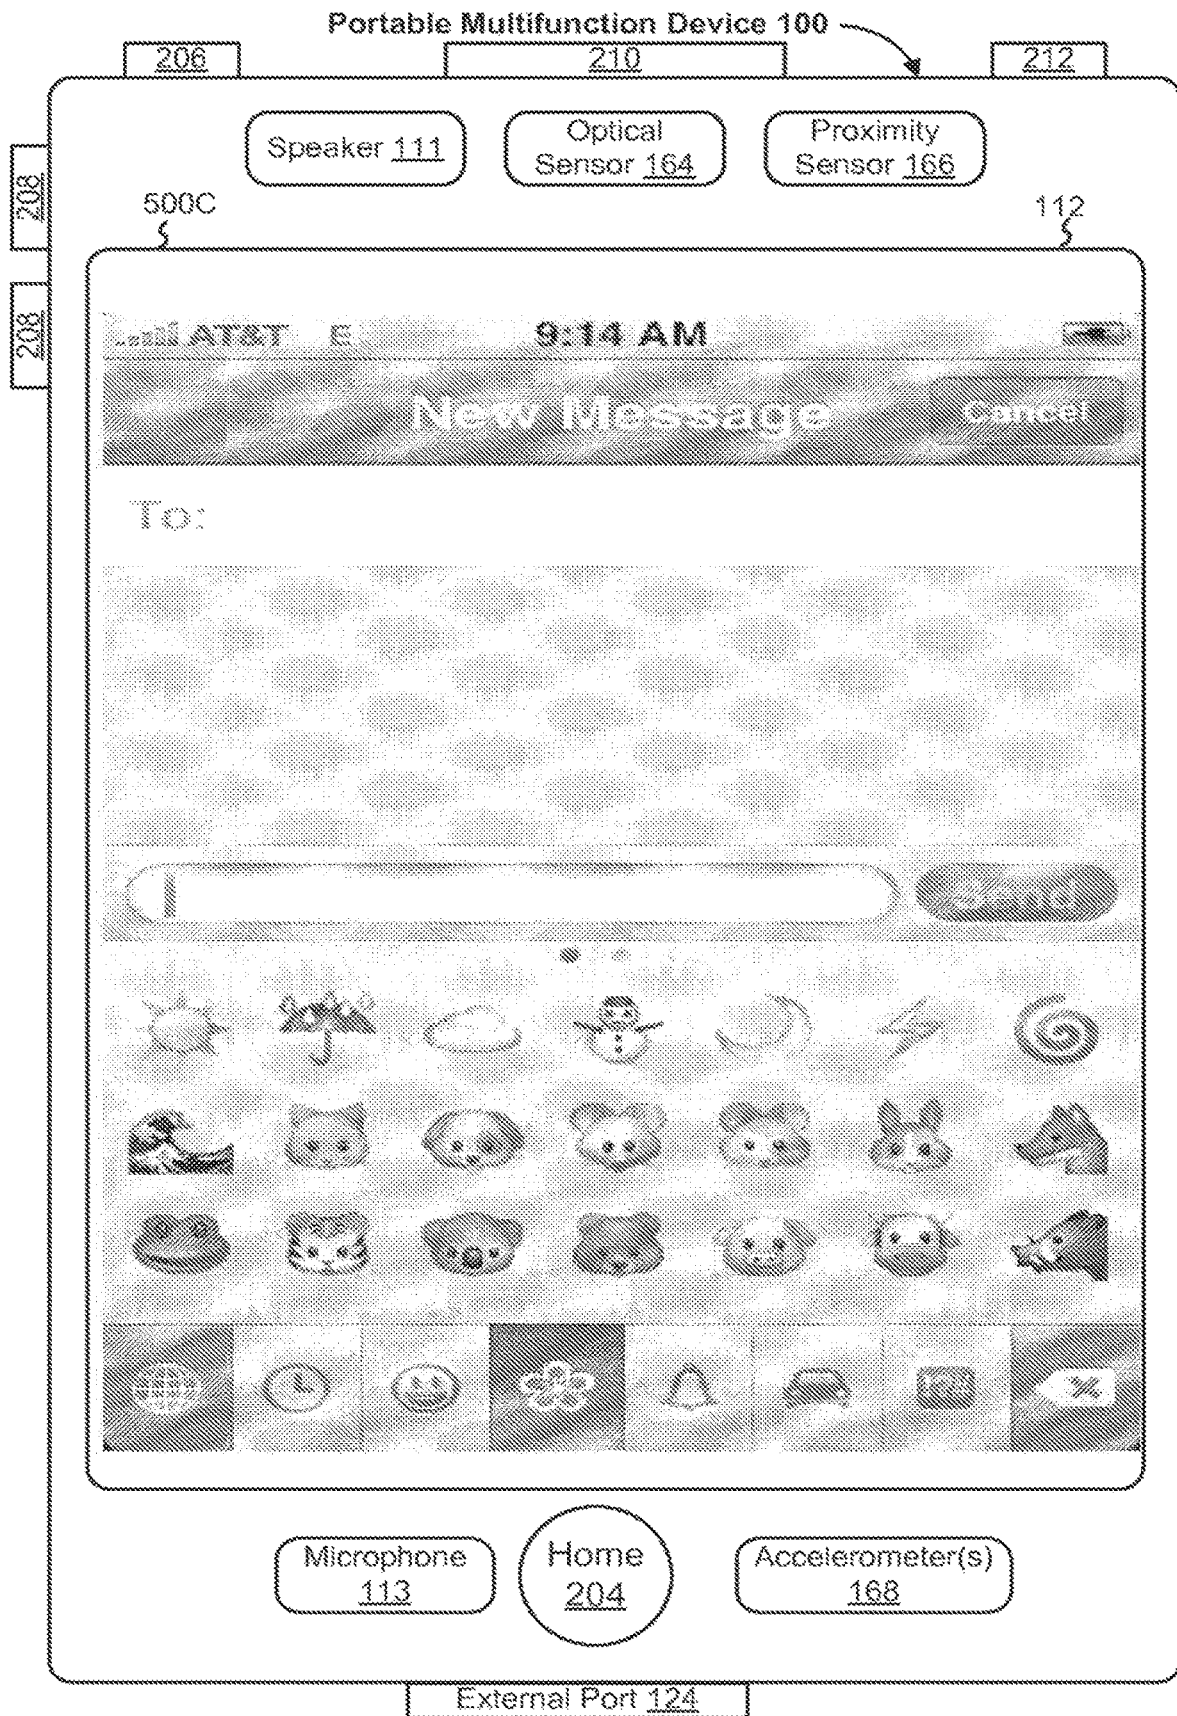 Portable Multifunction Device 100
206
210
212
Speaker 111
Optical
Sensor 164
Proximity
Sensor 166
208
208
500C
112
AT&T E
9:14 AM
New Message
Cancel
To:
Send
Microphone
113
Home
204
Accelerometer(s)
168
External Port 124